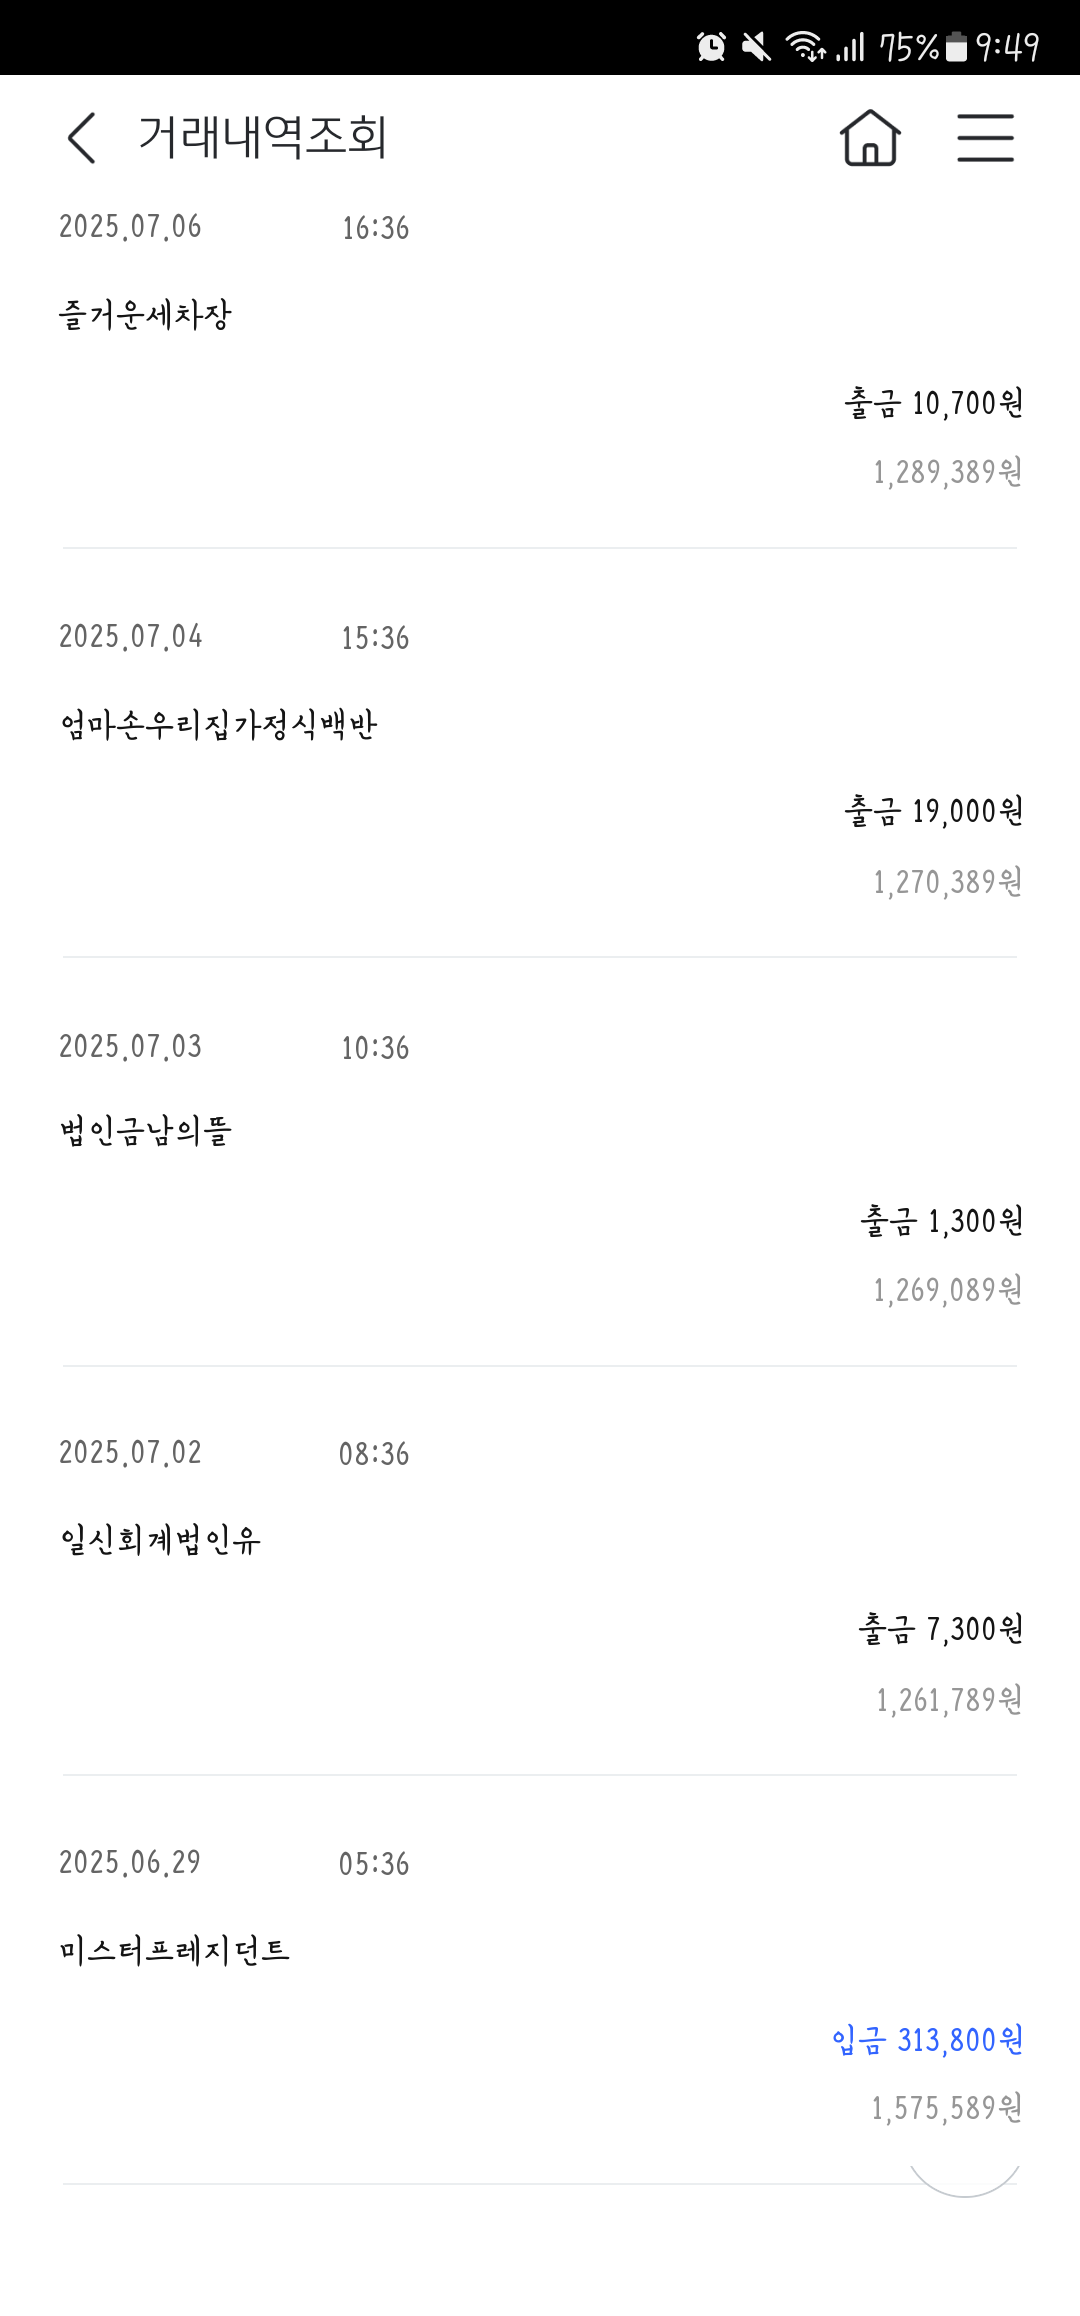 75% 9:49
거래내역조회
2025.07.06 16:36
즐거운세차장
출금 10,700원
1,289,389원
2025.07.04 15:36
엄마손우리집가정식백반
출금 19,000원
1,270,389원
2025.07.03 10:36
법인금남의뜰
출금 1,300원
1,269,089원
2025.07.02 08:36
일신회계법인유
출금 7,300원
1,261,789원
2025.06.29 05:36
미스터프레지던트
입금 313,800원
1,575,589원